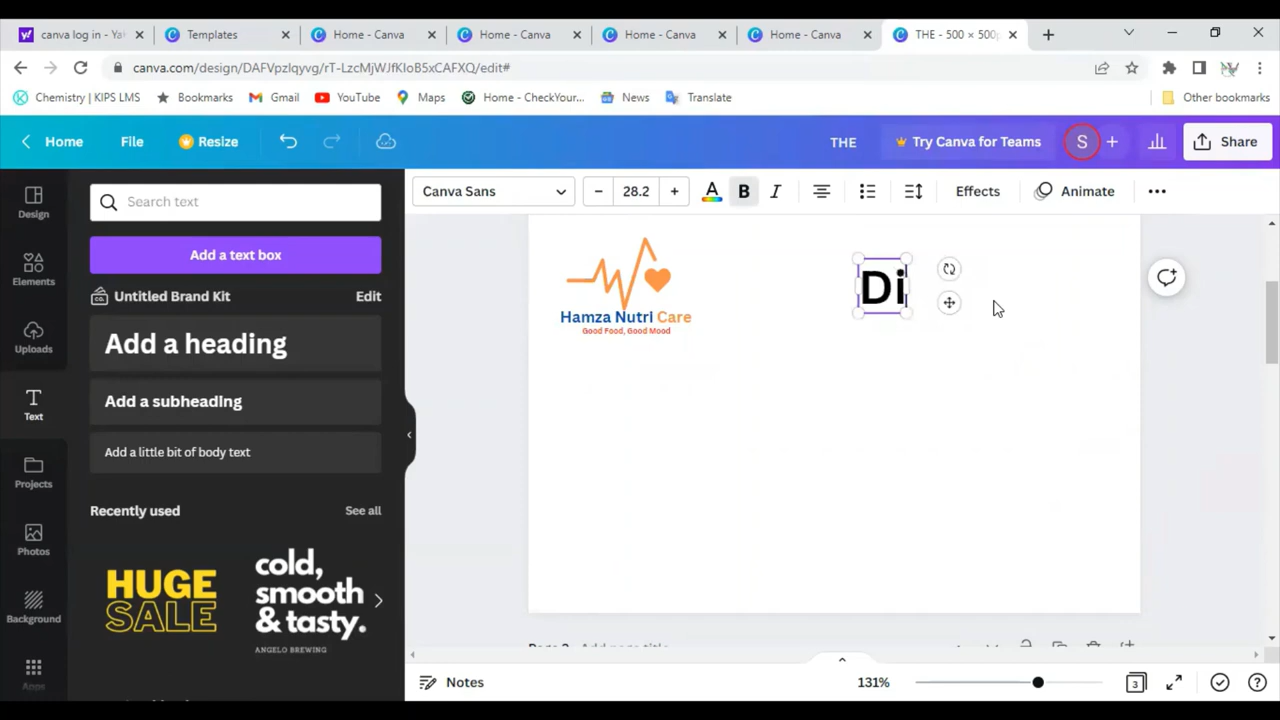 canva log in - Ya
Templates
Home - Canva
Home - Canva
Home - Canva
Home - Canva
THE - 500 × 500p
canva.com/design/DAFVpzlqyvg/rT-LzcMjWJfKIoB5xCAFXQ/edit#
Chemistry | KIPS LMS
Bookmarks
Gmail
YouTube
Maps
Home - CheckYour...
News
Translate
Other bookmarks
Home
File
Resize
THE
Try Canva for Teams
S
Share
Canva Sans
28.2
A
B
I
Effects
Animate
Design
Elements
Uploads
Text
Projects
Photos
Background
Apps
Search text
Add a text box
Untitled Brand Kit
Edit
Add a heading
Add a subheading
Add a little bit of body text
Recently used
See all
HUGE
SALE
cold,
smooth
& tasty.
ANGELO BREWING
Hamza Nutri Care
Good Food, Good Mood
Di
Add page title
Notes
131%
3